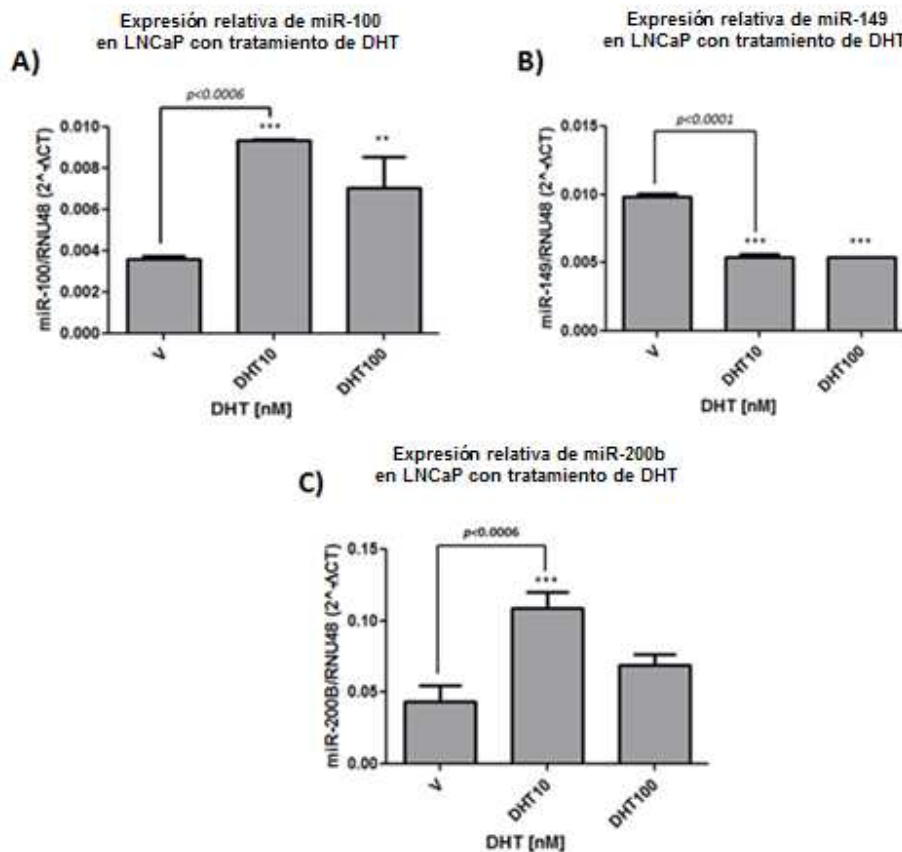 Expresión relativa de miR-100
en LNCaP con tratamiento de DHT
A)
p<0.0006
***
**
miR-100/RNU48 (2^-ΛCT)
0.010
0.008
0.006
0.004
0.002
0.000
V
DHT10
DHT100
DHT [nM]
Expresión relativa de miR-149
en LNCaP con tratamiento de DHT
B)
p<0.0001
***
***
miR-149/RNU48 (2^-ΛCT)
0.015
0.010
0.005
0.000
V
DHT10
DHT100
DHT [nM]
Expresión relativa de miR-200b
en LNCaP con tratamiento de DHT
C)
p<0.0006
***
miR-200B/RNU48 (2^-ΛCT)
0.15
0.10
0.05
0.00
V
DHT10
DHT100
DHT [nM]